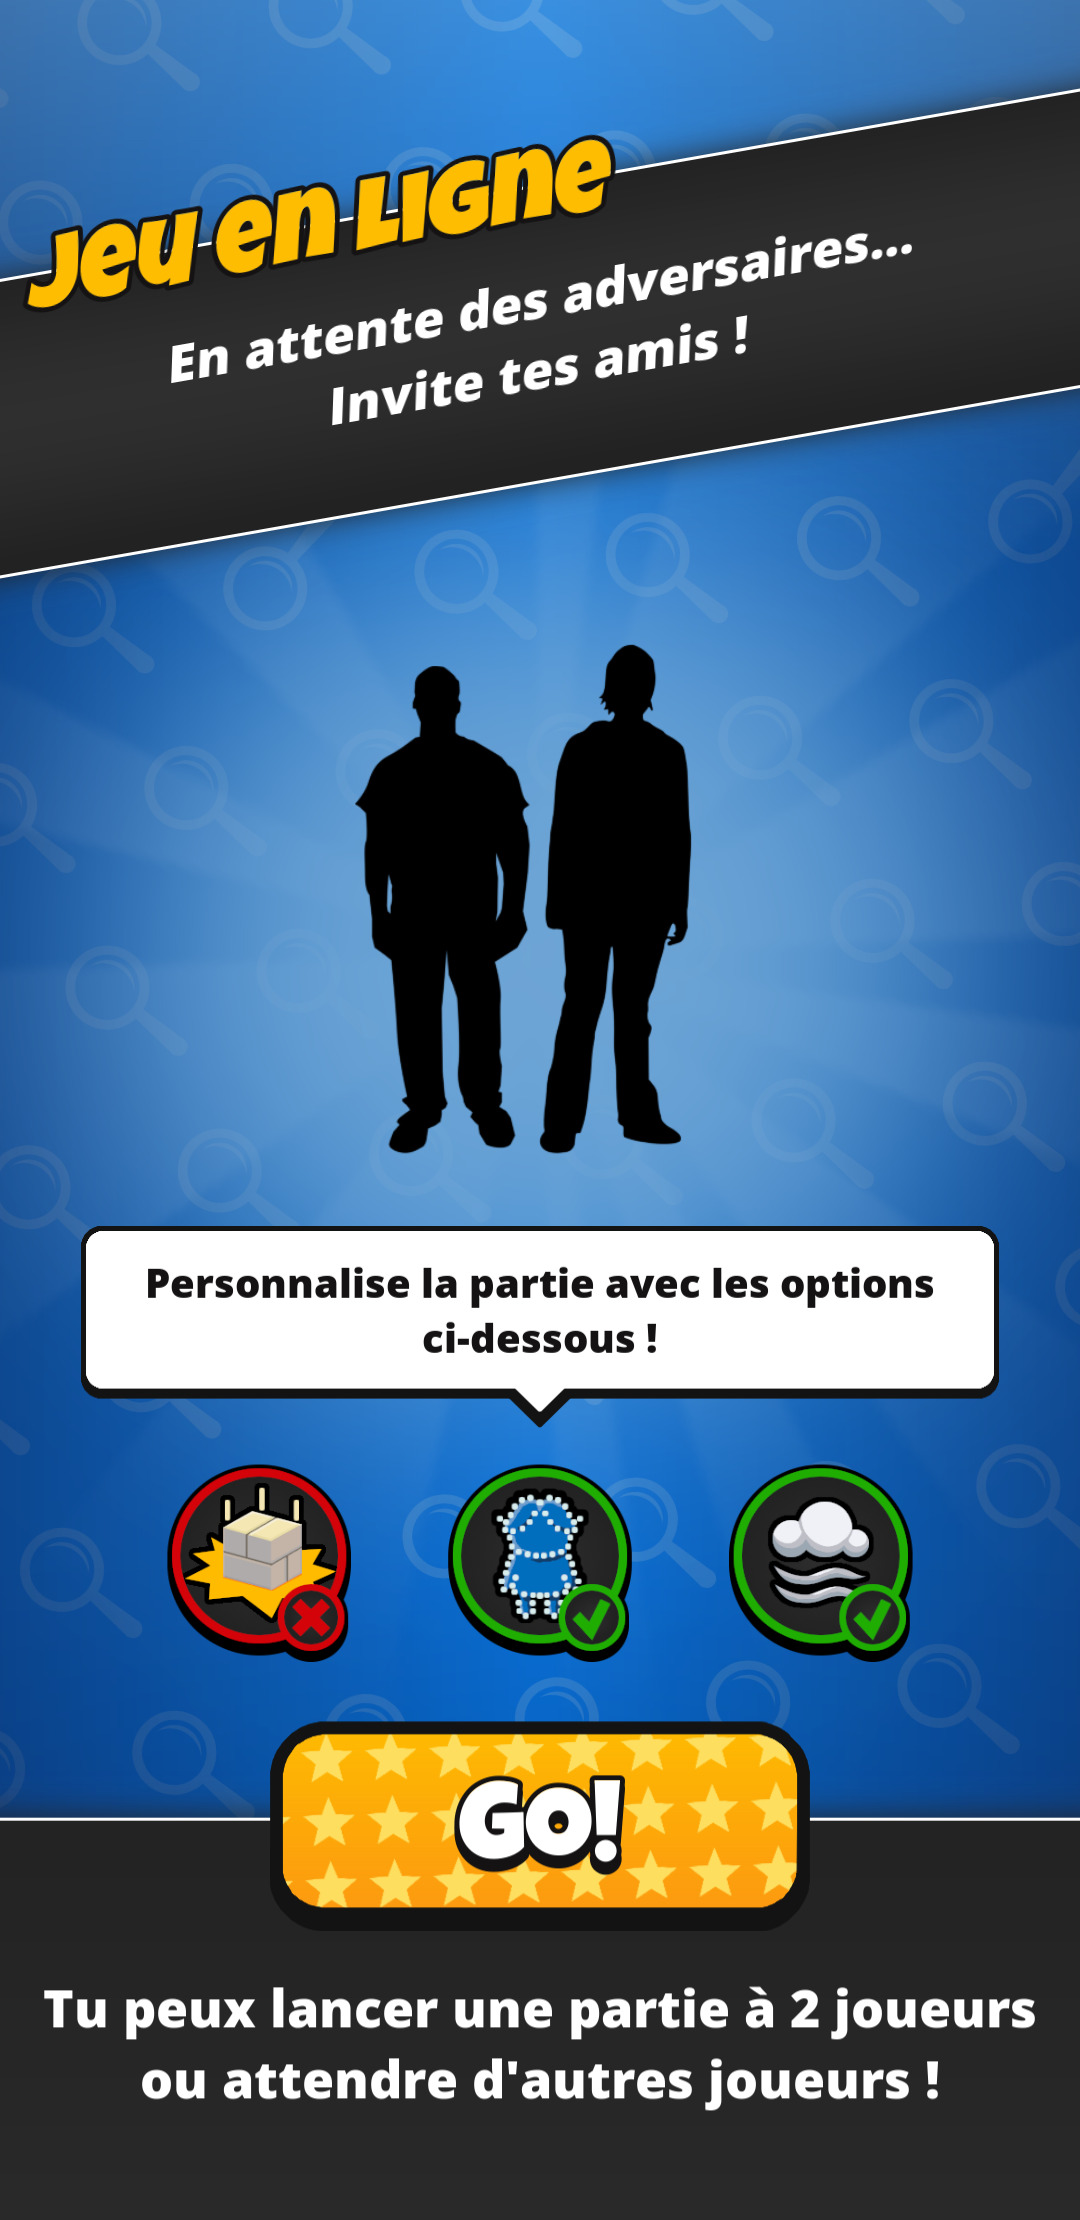 Jeu en ligne
En attente des adversaires...
Invite tes amis !
Personnalise la partie avec les options
ci-dessous !
GO!
Tu peux lancer une partie à 2 joueurs
ou attendre d'autres joueurs !